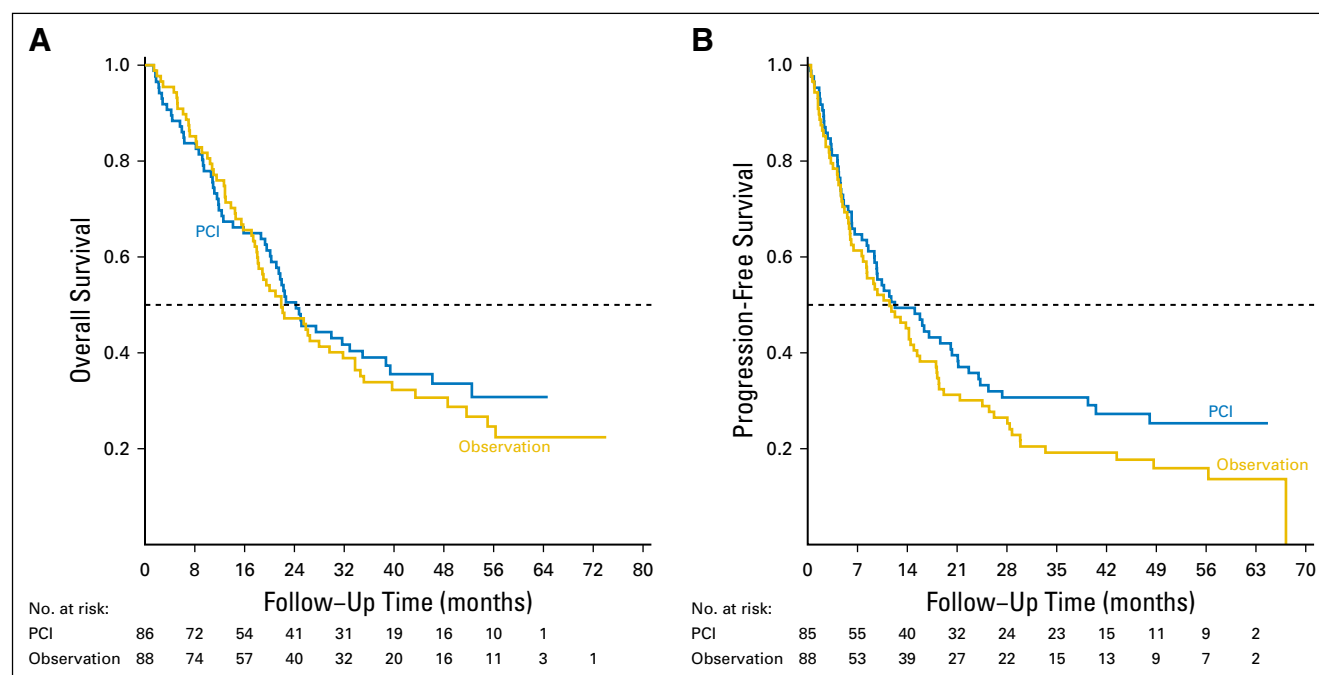 A
1.0
0.8
0.6
0.4
0.2
Overall Survival
PCI
Observation
0 8 16 24 32 40 48 56 64 72 80
Follow–Up Time (months)
No. at risk:
PCI 86 72 54 41 31 19 16 10 1
Observation 88 74 57 40 32 20 16 11 3 1
B
1.0
0.8
0.6
0.4
0.2
Progression-Free Survival
PCI
Observation
0 7 14 21 28 35 42 49 56 63 70
Follow–Up Time (months)
No. at risk:
PCI 85 55 40 32 24 23 15 11 9 2
Observation 88 53 39 27 22 15 13 9 7 2